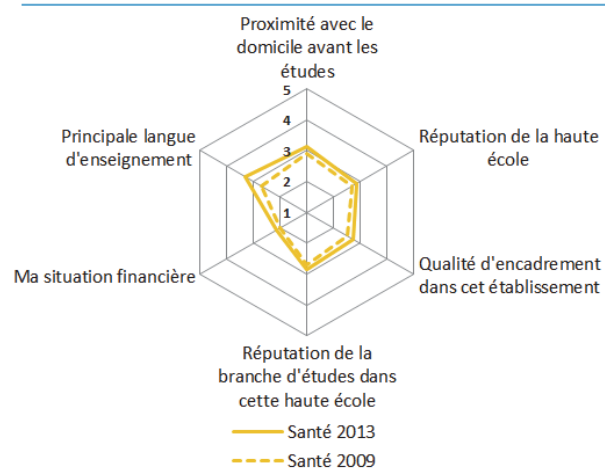 Proximité avec le
domicile avant les
études
5
4
3
2
1
Principale langue
d'enseignement
Réputation de la haute
école
Ma situation financière
Qualité d'encadrement
dans cet établissement
Réputation de la
branche d'études dans
cette haute école
Santé 2013
Santé 2009